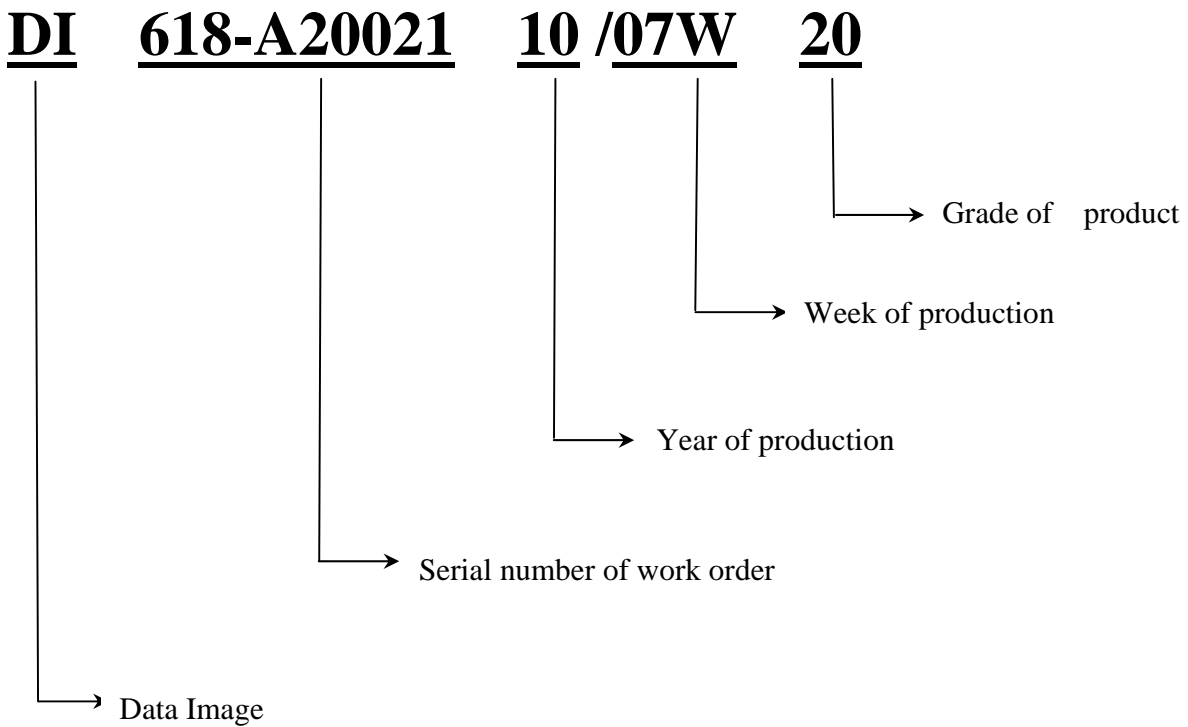 DI 618-A20021 10 /07W 20
Grade of product
Week of production
Year of production
Serial number of work order
Data Image